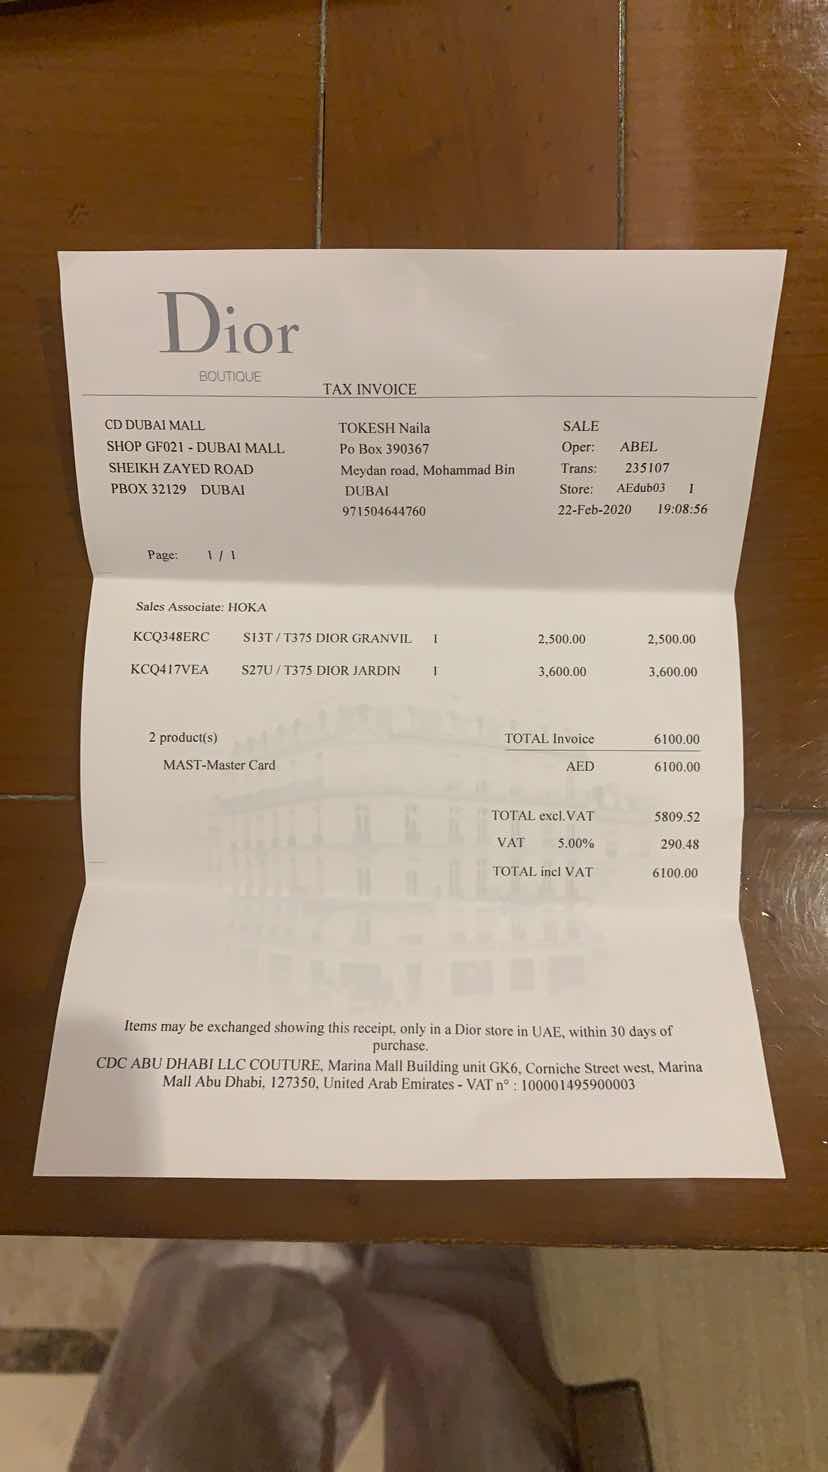 Dior
BOUTIQUE
TAX INVOICE
CD DUBAI MALL
SHOP GF021 - DUBAI MALL
SHEIKH ZAYED ROAD
PBOX 32129 DUBAI
TOKESH Naila
Po Box 390367
Meydan road, Mohammad Bin
DUBAI
971504644760
SALE
Oper: ABEL
Trans: 235107
Store: AEdub03 1
22-Feb-2020 19:08:56
Page: 1 / 1
Sales Associate: HOKA
KCQ348ERC S13T / T375 DIOR GRANVIL 1 2,500.00 2,500.00
KCQ417VEA S27U / T375 DIOR JARDIN 1 3,600.00 3,600.00
2 product(s) TOTAL Invoice 6100.00
MAST-Master Card AED 6100.00
TOTAL excl.VAT 5809.52
VAT 5.00% 290.48
TOTAL incl VAT 6100.00
Items may be exchanged showing this receipt, only in a Dior store in UAE, within 30 days of
purchase.
CDC ABU DHABI LLC COUTURE, Marina Mall Building unit GK6, Corniche Street west, Marina
Mall Abu Dhabi, 127350, United Arab Emirates - VAT n° : 100001495900003